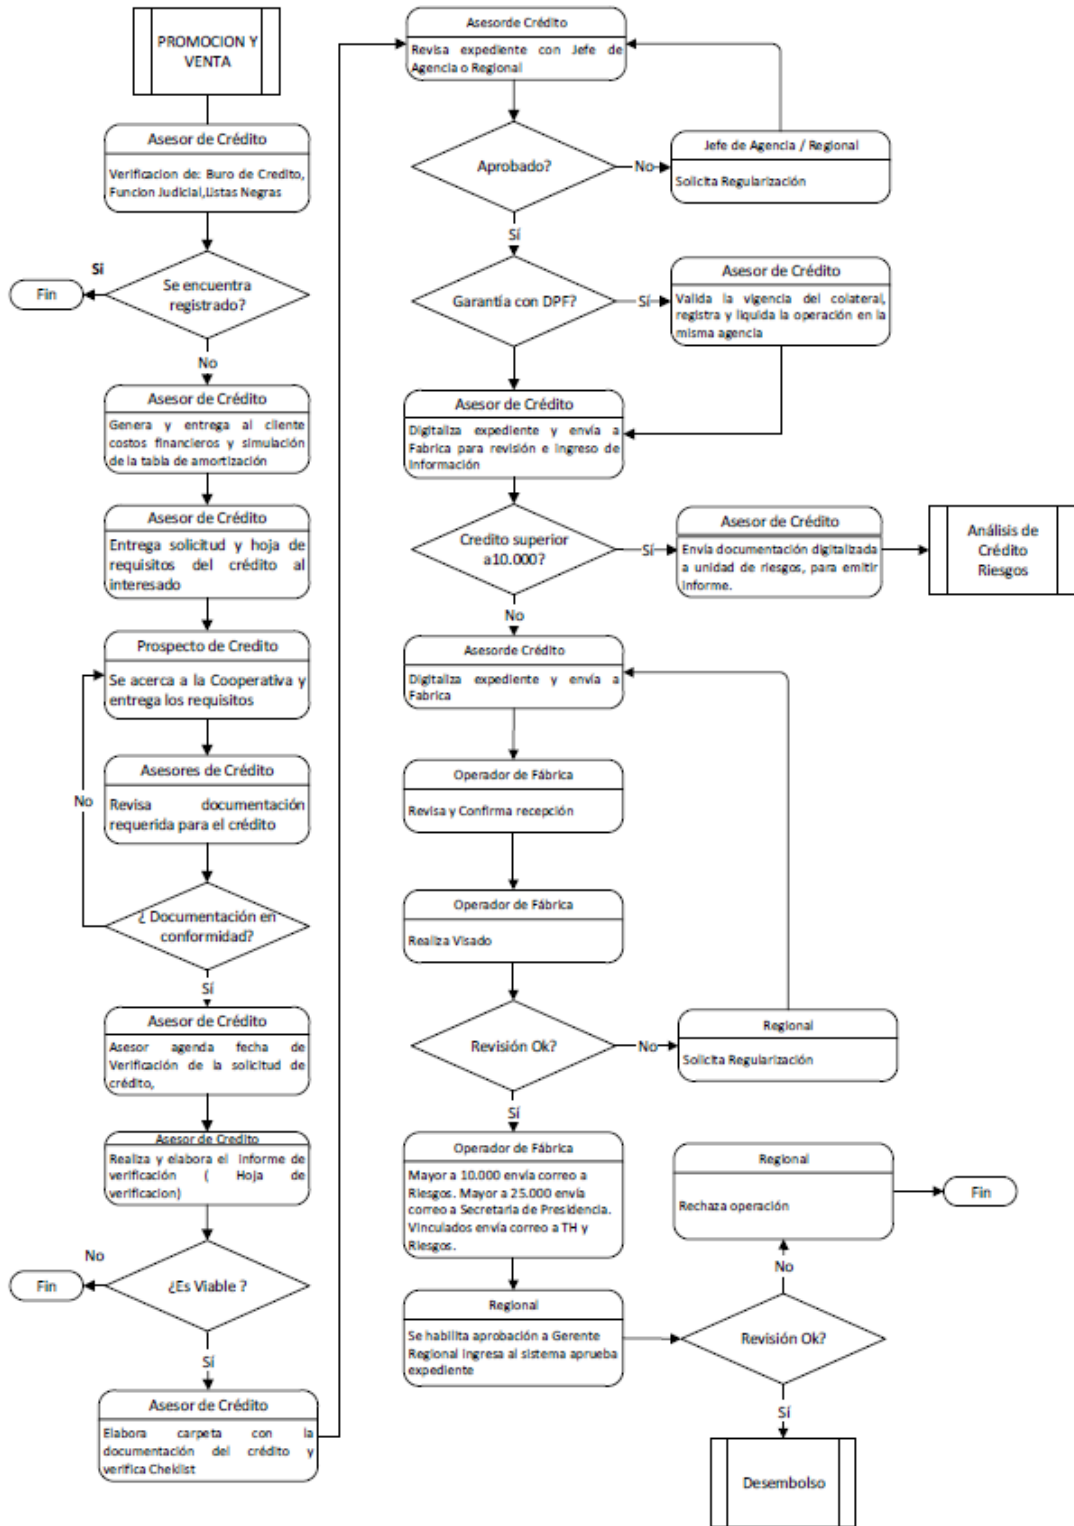 PROMOCION Y
VENTA
Asesor de Crédito
Verificacion de: Buro de Credito,
Funcion Judicial,Listas Negras
Se encuentra
registrado?
Sí
Fin
No
Asesor de Crédito
Genera y entrega al cliente
costos financieros y simulación
de la tabla de amortización
Asesor de Crédito
Entrega solicitud y hoja de
requisitos del crédito al
interesado
Prospecto de Credito
Se acerca a la Cooperativa y
entrega los requisitos
Asesores de Crédito
Revisa documentación
requerida para el crédito
No
¿ Documentación en
conformidad?
Sí
Asesor de Crédito
Asesor agenda fecha de
Verificación de la solicitud de
crédito,
Asesor de Credito
Realiza y elabora el informe de
verificación ( Hoja de
verificacion)
No
Fin
¿Es Viable ?
Sí
Asesor de Crédito
Elabora carpeta con la
documentación del crédito y
verifica Cheklist
Asesorde Crédito
Revisa expediente con Jefe de
Agencia o Regional
Aprobado?
No
Jefe de Agencia / Regional
Solicita Regularización
Sí
Garantía con DPF?
Sí
Asesor de Crédito
Valida la vigencia del colateral,
registra y liquida la operación en la
misma agencia
Asesor de Crédito
Digitaliza expediente y envía a
Fabrica para revisión e ingreso de
información
Credito superior
a10.000?
Sí
Asesor de Crédito
Envía documentación digitalizada
a unidad de riesgos, para emitir
informe.
Análisis de
Crédito
Riesgos
No
Asesorde Crédito
Digitaliza expediente y envía a
Fabrica
Operador de Fábrica
Revisa y Confirma recepción
Operador de Fábrica
Realiza Visado
Revisión Ok?
No
Regional
Solicita Regularización
Sí
Operador de Fábrica
Mayor a 10.000 envía correo a
Riesgos. Mayor a 25.000 envía
correo a Secretaria de Presidencia.
Vinculados envía correo a TH y
Riesgos.
Regional
Se habilita aprobación a Gerente
Regional ingresa al sistema aprueba
expediente
Revisión Ok?
No
Regional
Rechaza operación
Fin
Sí
Desembolso